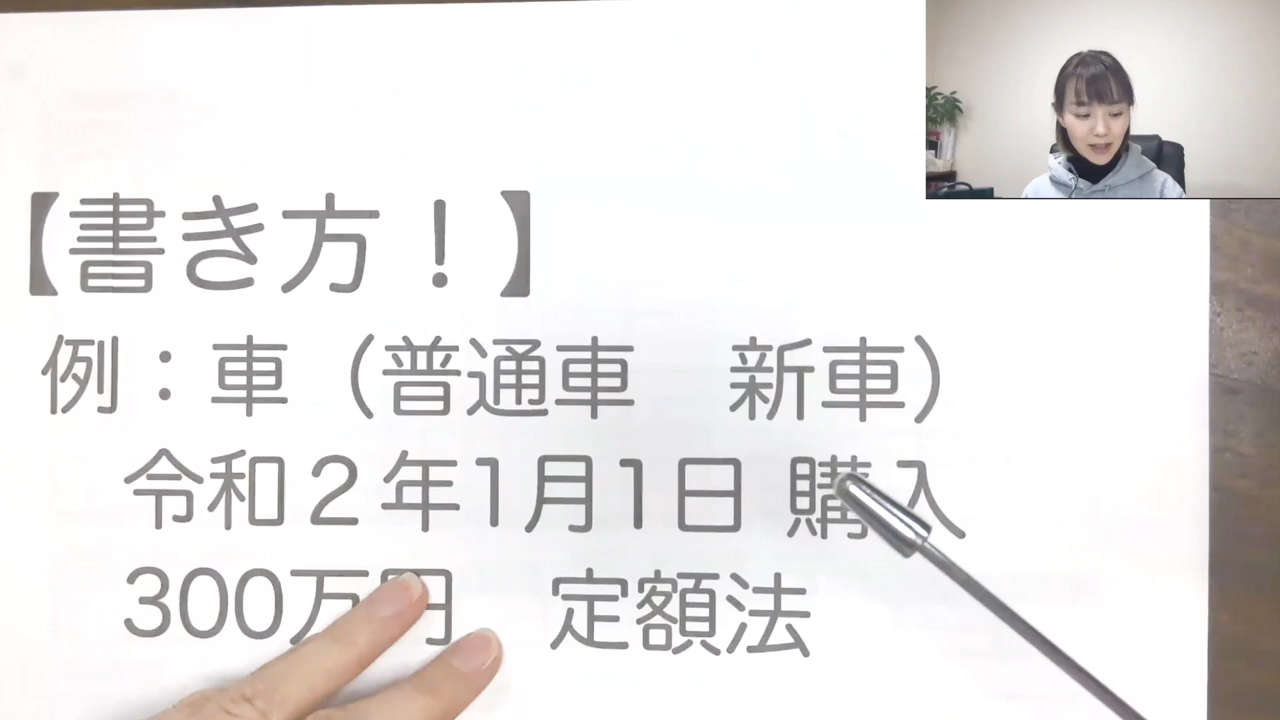 【書き方！】
例：車（普通車　新車）
令和２年1月1日 購入
300万円　定額法